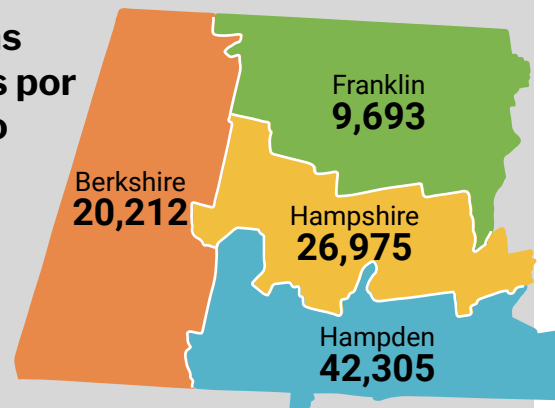 por
Franklin
9,693
Berkshire
20,212
Hampshire
26,975
Hampden
42,305